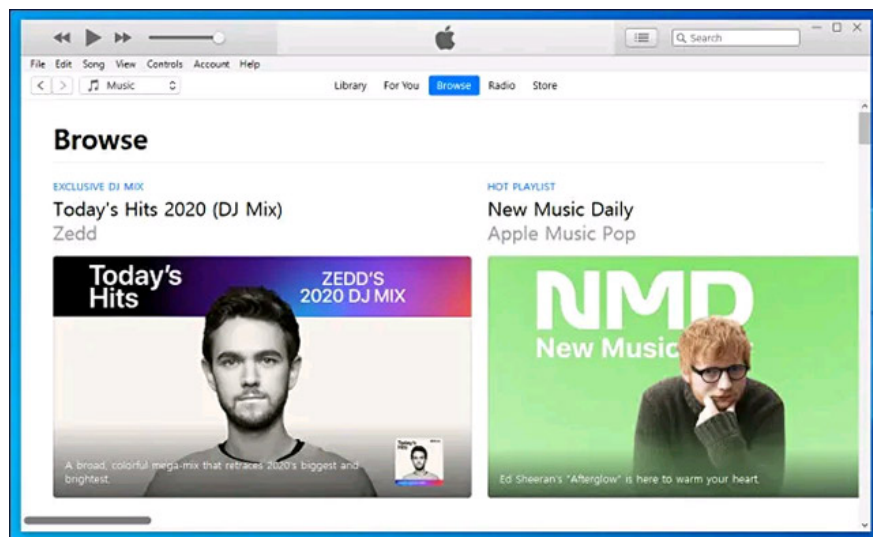 Search
File Edit Song View Controls Account Help
Music
Library For You Browse Radio Store
Browse
EXCLUSIVE DJ MIX
Today's Hits 2020 (DJ Mix)
Zedd
Today's
Hits
ZEDD'S
2020 DJ MIX
A broad, colorful mega-mix that retraces 2020's biggest and
brightest.
HOT PLAYLIST
New Music Daily
Apple Music Pop
NMD
New Music
Ed Sheeran's "Afterglow" is here to warm your heart.